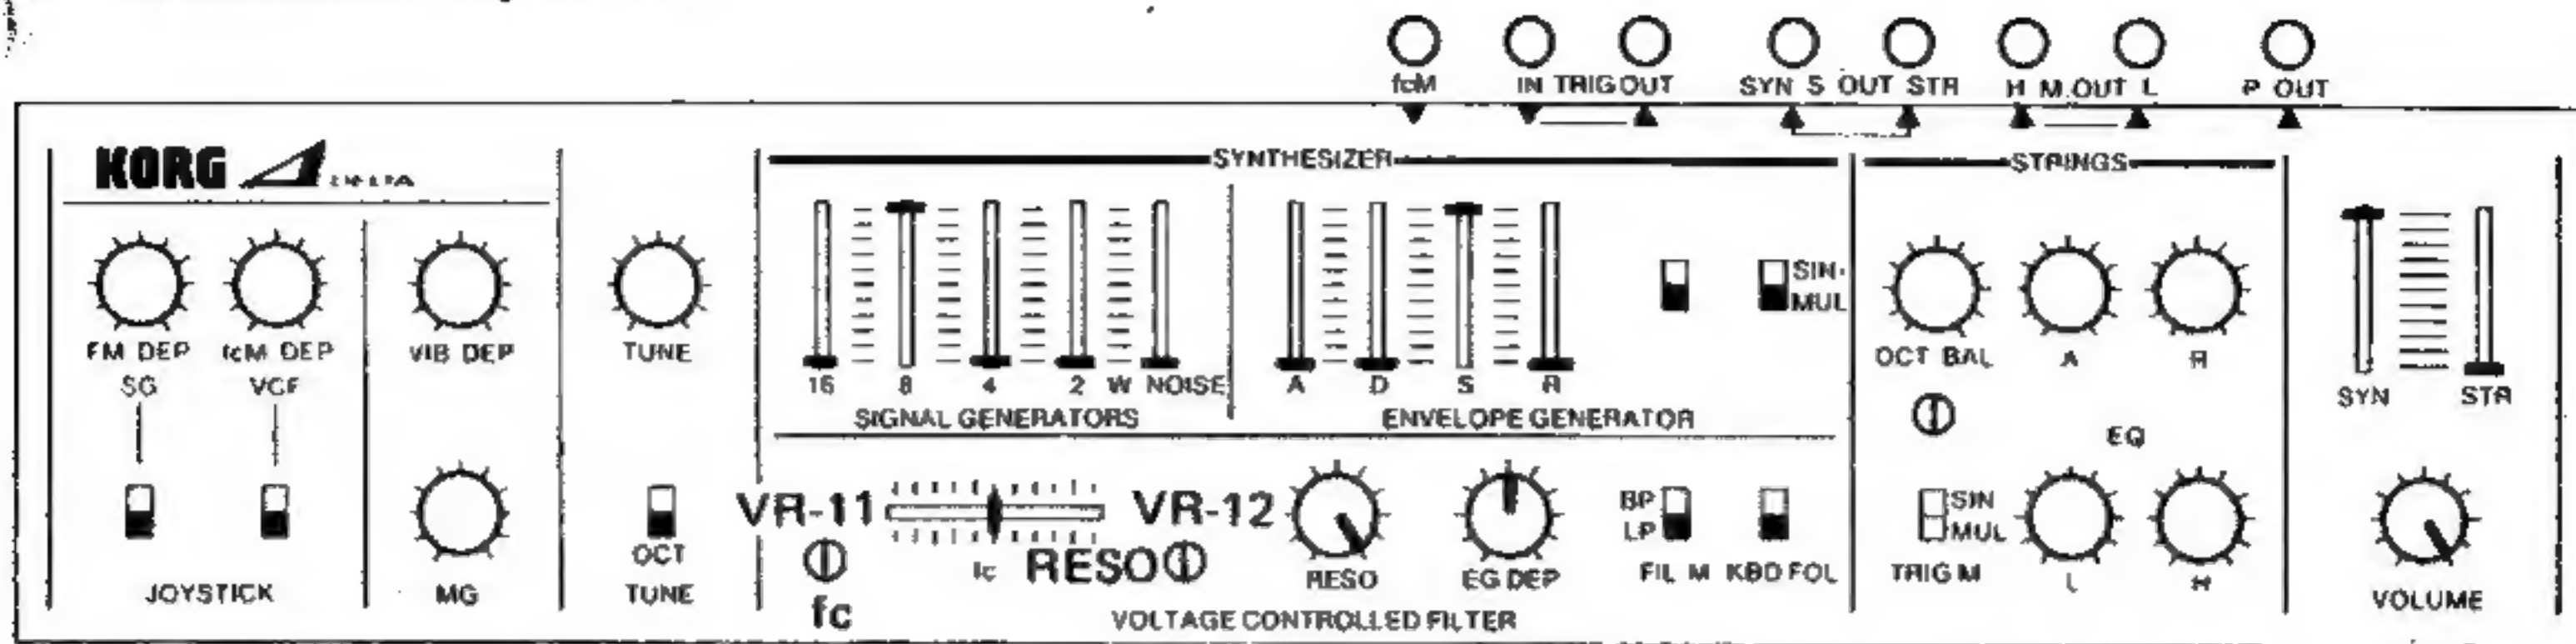 fcM IN TRIG OUT SYN S OUT STR H M.OUT L P OUT
KORG DELTA
SYNTHESIZER
STRINGS
FM DEP fcM DEP VIB DEP TUNE
SG VCF
16 8 4 2 W NOISE
SIGNAL GENERATORS
A D S R
ENVELOPE GENERATOR
SIN
MUL
OCT BAL A R
SYN STR
JOYSTICK
MG
OCT
TUNE
VR-11
fc
fc
VR-12
RESO
RESO
EG DEP
BP
LP
FIL M
KBD FOL
VOLTAGE CONTROLLED FILTER
EQ
SIN
MUL
TRIG M
L H
VOLUME